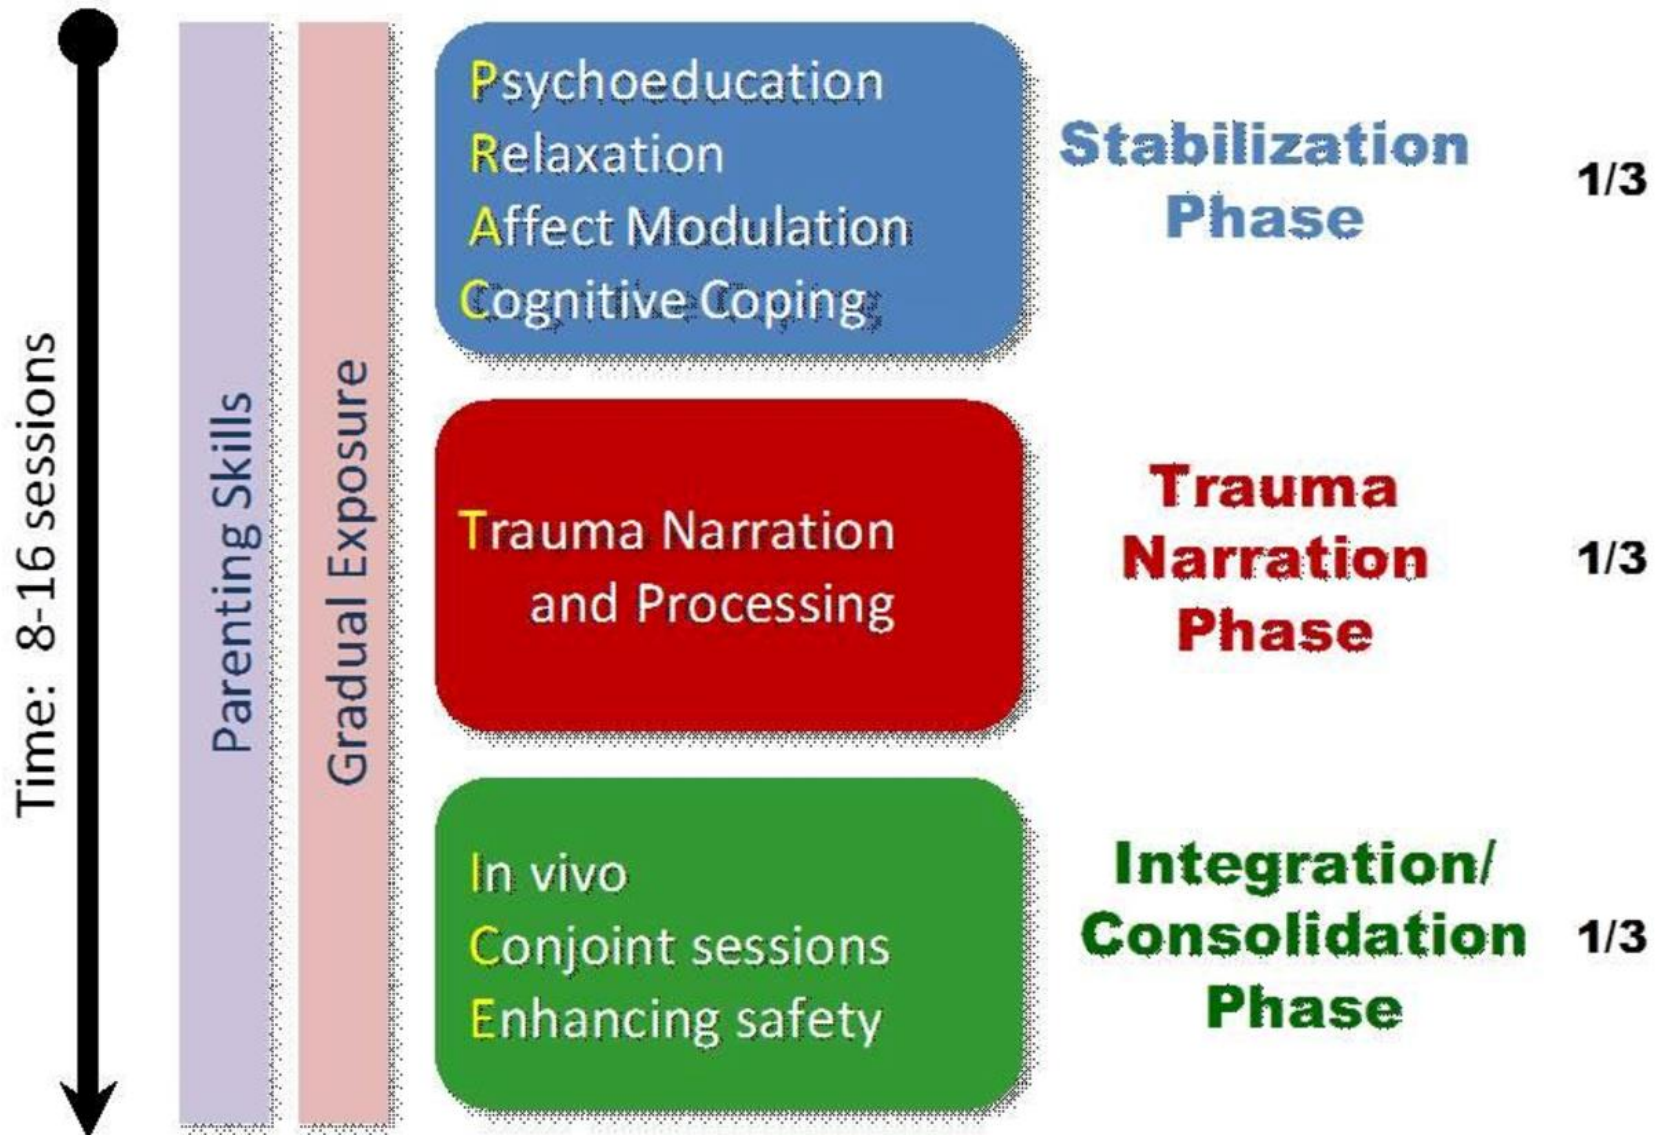 Time: 8-16 sessions
Parenting Skills
Gradual Exposure
Psychoeducation
Relaxation
Affect Modulation
Cognitive Coping
Stabilization
Phase
1/3
Trauma Narration
and Processing
Trauma
Narration
Phase
1/3
In vivo
Conjoint sessions
Enhancing safety
Integration/
Consolidation
Phase
1/3